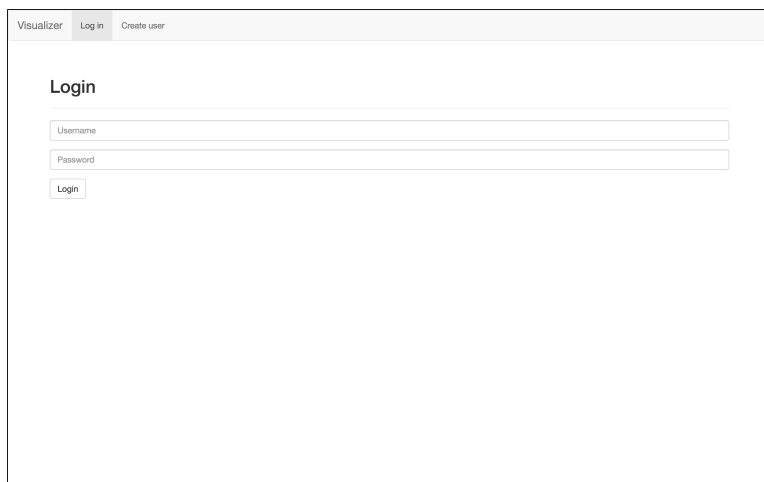 Visualizer Log in Create user
Login
Username
Password
Login